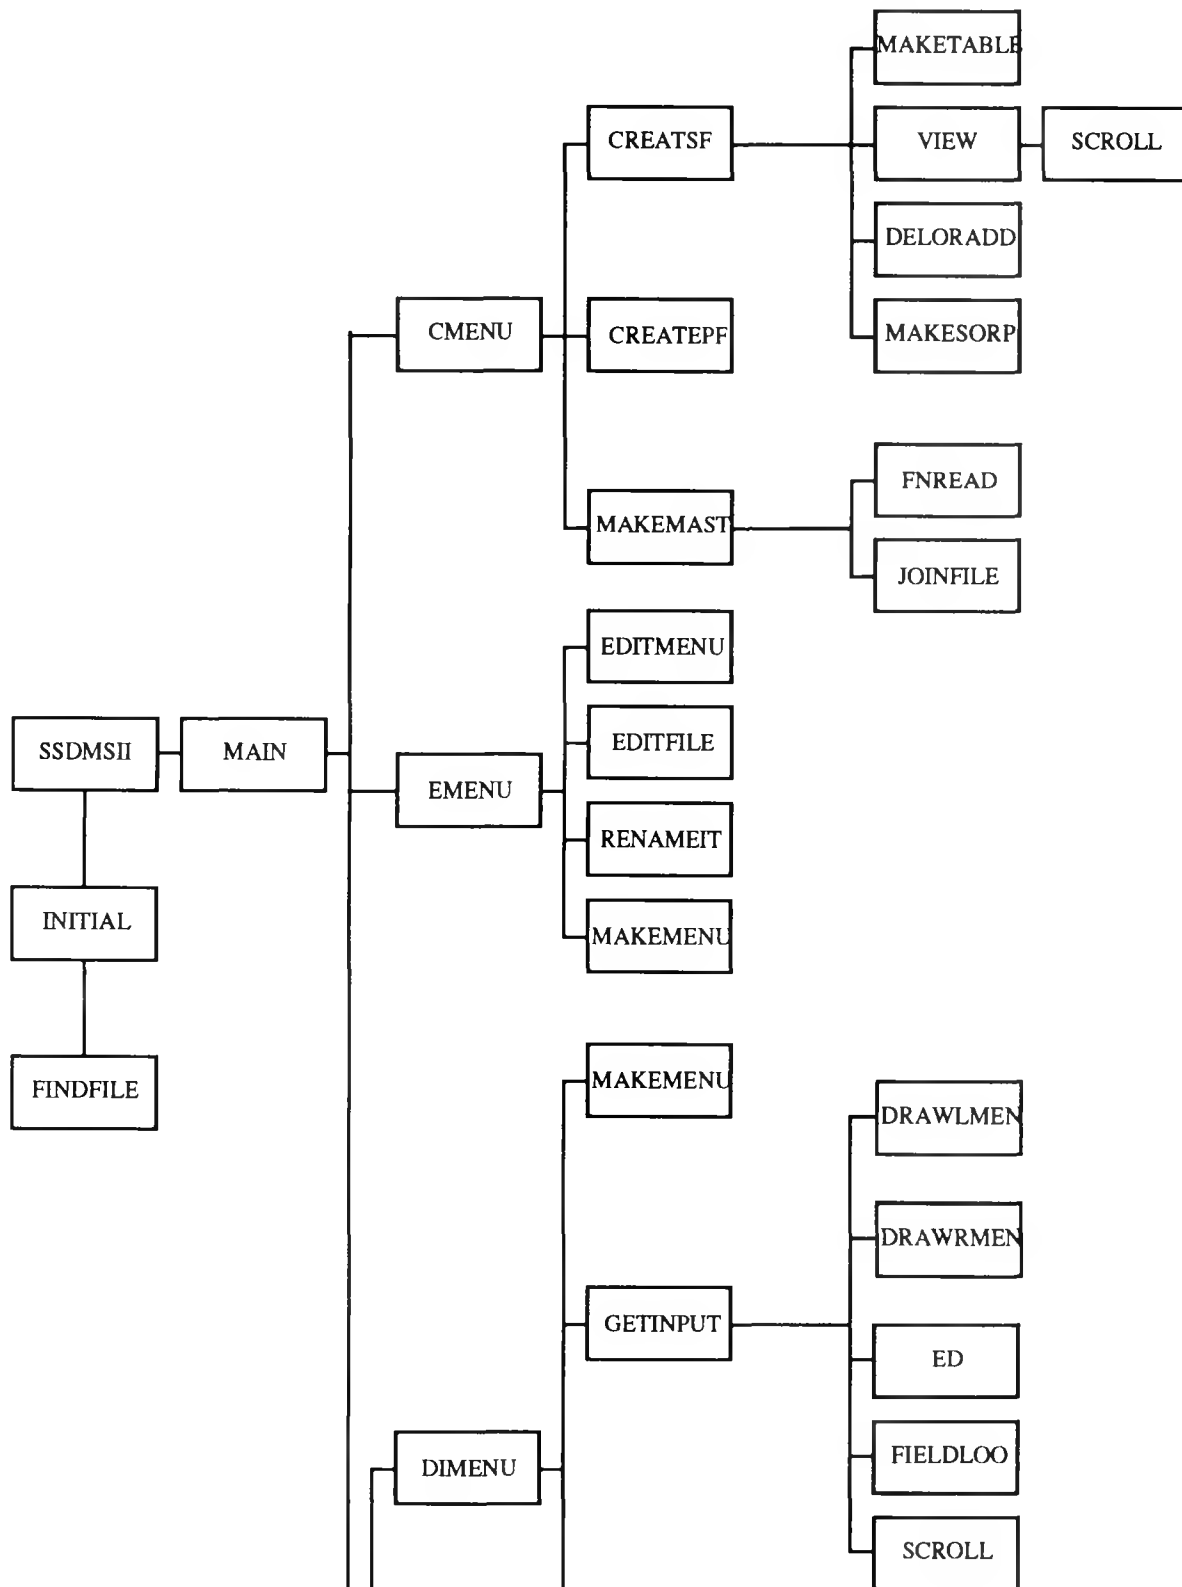 MAKETABLE
CREATSF
VIEW
SCROLL
DELORADD
CMENU
CREATEPF
MAKESORP
FNREAD
MAKEMAST
JOINFILE
EDITMENU
SSDMSII
MAIN
EDITFILE
EMENU
RENAMEIT
INITIAL
MAKEMENU
FINDFILE
MAKEMENU
DRAWLMEN
DRAWRMEN
GETINPUT
ED
DIMENU
FIELDLOO
SCROLL